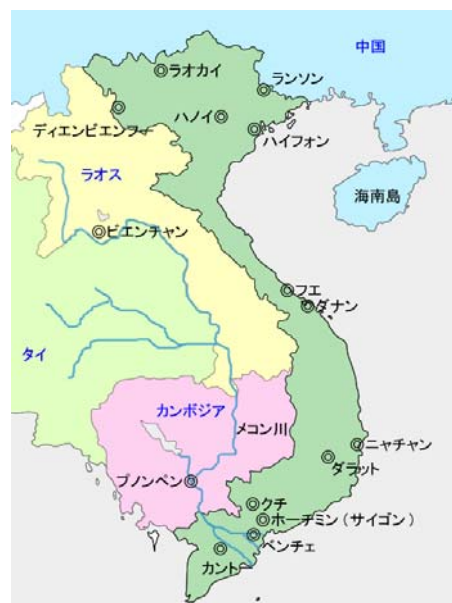 中国
ラオカイ
ランソン
ハノイ
ディエンビエンフー
ハイフォン
ラオス
海南島
ビエンチャン
フエ
ダナン
タイ
カンボジア
メコン川
ニャチャン
ダラット
プノンペン
クチ
ホーチミン(サイゴン)
ベンチェ
カント